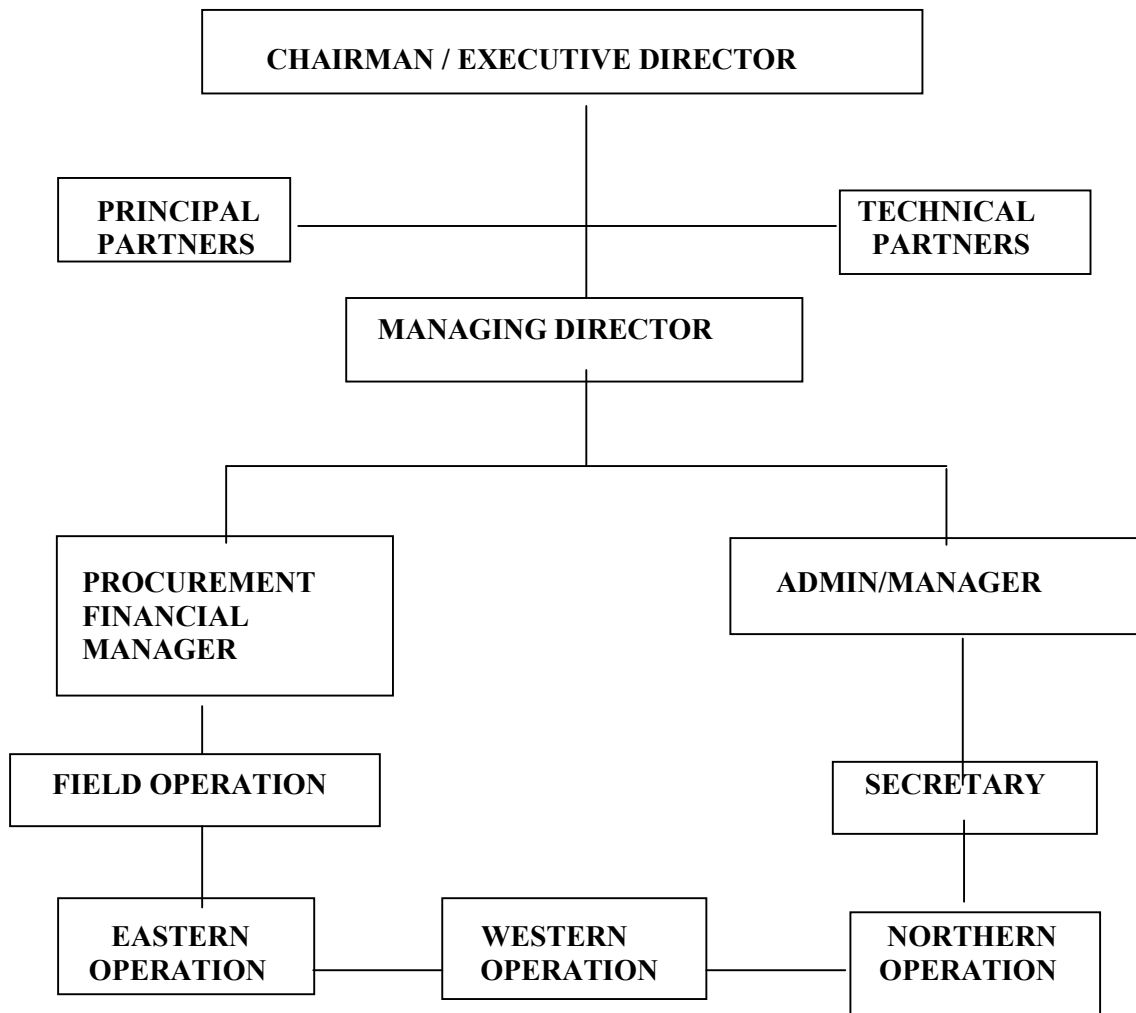 CHAIRMAN / EXECUTIVE DIRECTOR
PRINCIPAL
PARTNERS
TECHNICAL
PARTNERS
MANAGING DIRECTOR
PROCUREMENT
FINANCIAL
MANAGER
ADMIN/MANAGER
FIELD OPERATION
SECRETARY
EASTERN
OPERATION
WESTERN
OPERATION
NORTHERN
OPERATION